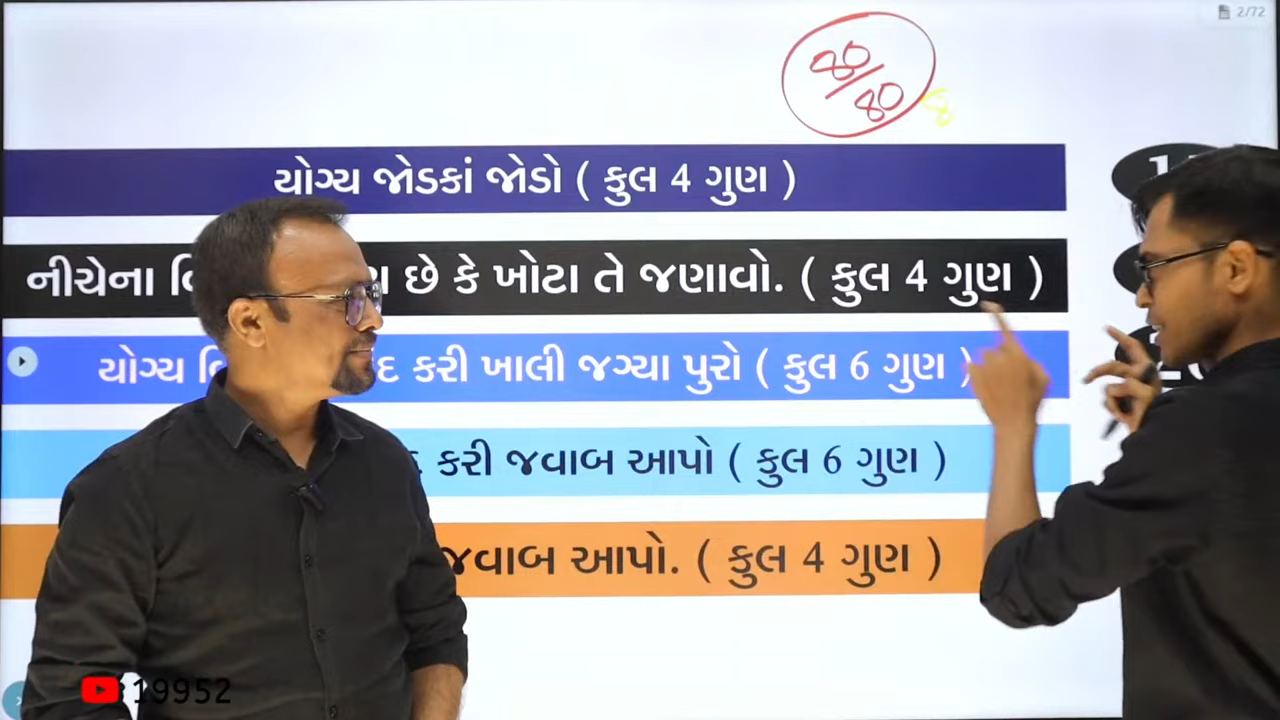 2/72
80/80
8
યોગ્ય જોડકાં જોડો ( કુલ 4 ગુણ )
નીચેના છે કે ખોટા તે જણાવો. ( કુલ 4 ગુણ )
યોગ્ય કરી ખાલી જગ્યા પુરો ( કુલ 6 ગુણ )
કરી જવાબ આપો ( કુલ 6 ગુણ )
જવાબ આપો. ( કુલ 4 ગુણ )
19952